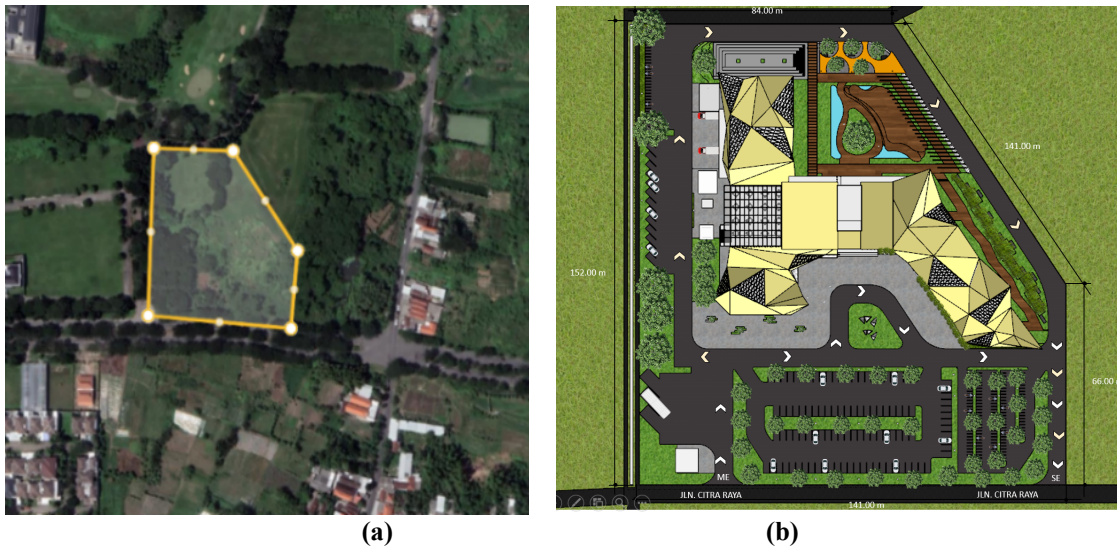 84.00 m
141.00 m
152.00 m
66.00
ME
SE
JLN. CITRA RAYA
JLN. CITRA RAYA
141.00 m
(a)
(b)